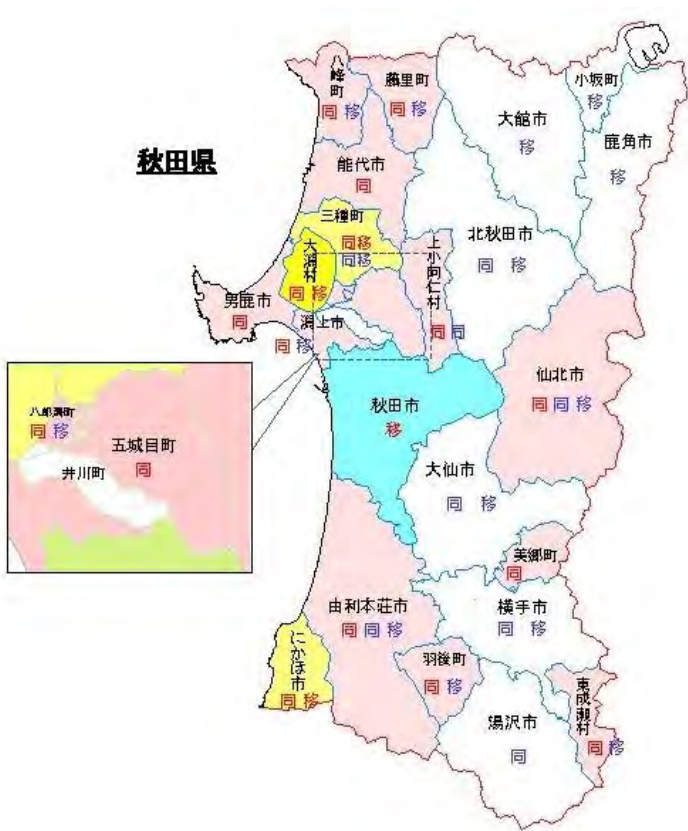 秋田県
八峰町
同 移
藤里町
同 移
大館市
移
小坂町
移
鹿角市
移
能代市
同
三種町
同移
同移
大潟村
同 移
北秋田市
同 移
上小阿仁村
同 同
男鹿市
同
潟上市
同 移
仙北市
同 同 移
秋田市
移
八郎潟町
同 移
五城目町
同
井川町
大仙市
同 移
美郷町
同
由利本荘市
同 同 移
横手市
同 移
にかほ市
同 移
羽後町
同 移
湯沢市
同
東成瀬村
同 移